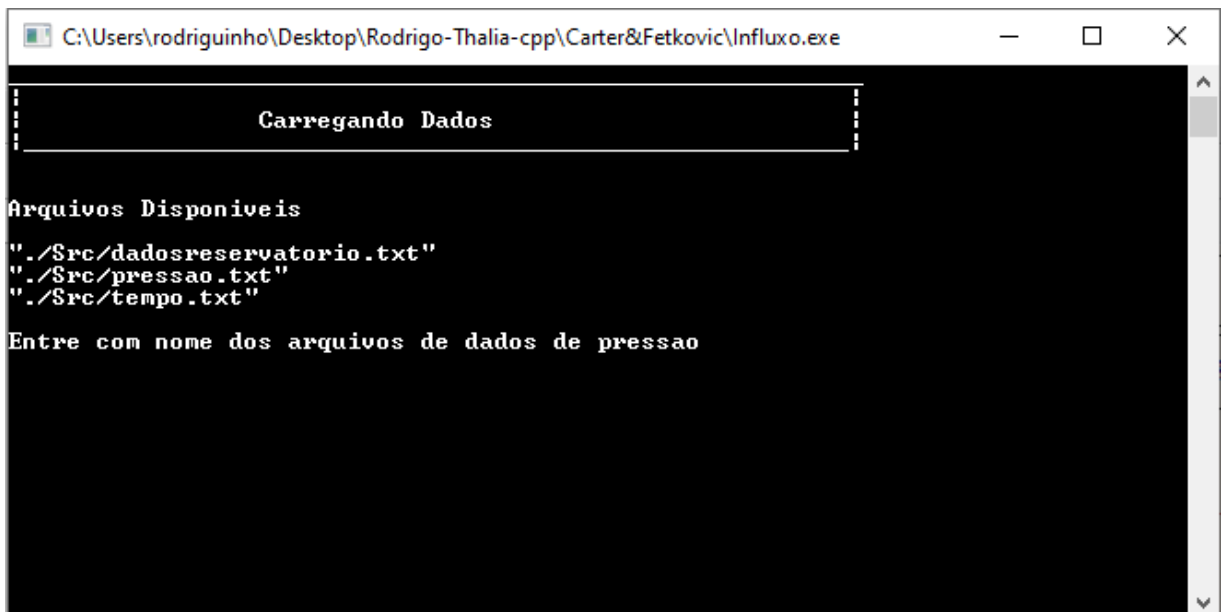 C:\Users\rodriguinho\Desktop\Rodrigo-Thalia-cpp\Carter&Fetkovic\Influxo.exe
Carregando Dados
Arquivos Disponiveis
"./Src/dadosreservatorio.txt"
"./Src/pressao.txt"
"./Src/tempo.txt"
Entre com nome dos arquivos de dados de pressao